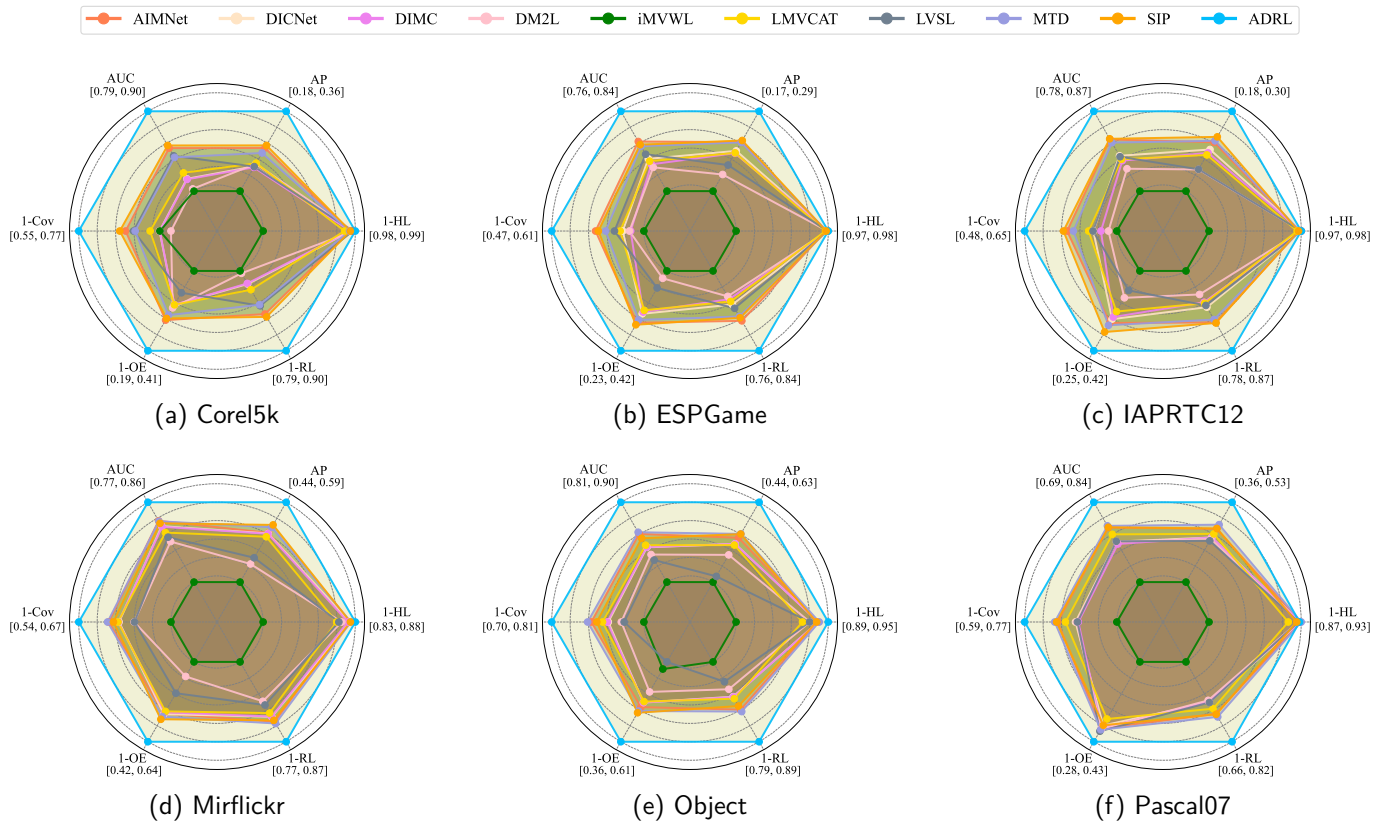 AIMNet DICNet DIMC DM2L iMVWL LMVCAT LVSL MTD SIP ADRL
AUC
[0.79, 0.90]
AP
[0.18, 0.36]
1-Cov
[0.55, 0.77]
1-HL
[0.98, 0.99]
1-OE
[0.19, 0.41]
1-RL
[0.79, 0.90]
(a) Corel5k
AUC
[0.76, 0.84]
AP
[0.17, 0.29]
1-Cov
[0.47, 0.61]
1-HL
[0.97, 0.98]
1-OE
[0.23, 0.42]
1-RL
[0.76, 0.84]
(b) ESPGame
AUC
[0.78, 0.87]
AP
[0.18, 0.30]
1-Cov
[0.48, 0.65]
1-HL
[0.97, 0.98]
1-OE
[0.25, 0.42]
1-RL
[0.78, 0.87]
(c) IAPRTC12
AUC
[0.77, 0.86]
AP
[0.44, 0.59]
1-Cov
[0.54, 0.67]
1-HL
[0.83, 0.88]
1-OE
[0.42, 0.64]
1-RL
[0.77, 0.87]
(d) Mirflickr
AUC
[0.81, 0.90]
AP
[0.44, 0.63]
1-Cov
[0.70, 0.81]
1-HL
[0.89, 0.95]
1-OE
[0.36, 0.61]
1-RL
[0.79, 0.89]
(e) Object
AUC
[0.69, 0.84]
AP
[0.36, 0.53]
1-Cov
[0.59, 0.77]
1-HL
[0.87, 0.93]
1-OE
[0.28, 0.43]
1-RL
[0.66, 0.82]
(f) Pascal07